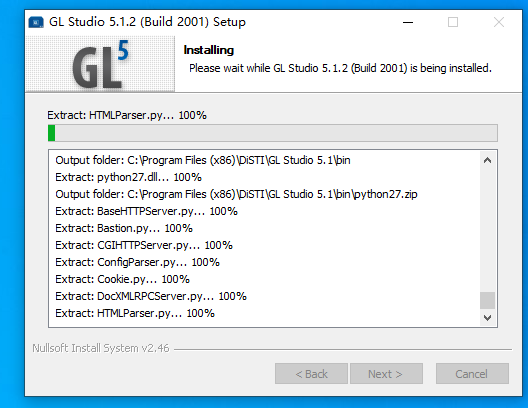 GL Studio 5.1.2 (Build 2001) Setup
GL5
Installing
Please wait while GL Studio 5.1.2 (Build 2001) is being installed.
Extract: HTMLParser.py... 100%
Output folder: C:\Program Files (x86)\DiSTI\GL Studio 5.1\bin
Extract: python27.dll... 100%
Output folder: C:\Program Files (x86)\DiSTI\GL Studio 5.1\bin\python27.zip
Extract: BaseHTTPServer.py... 100%
Extract: Bastion.py... 100%
Extract: CGIHTTPServer.py... 100%
Extract: ConfigParser.py... 100%
Extract: Cookie.py... 100%
Extract: DocXMLRPCServer.py... 100%
Extract: HTMLParser.py... 100%
Nullsoft Install System v2.46
< Back
Next >
Cancel